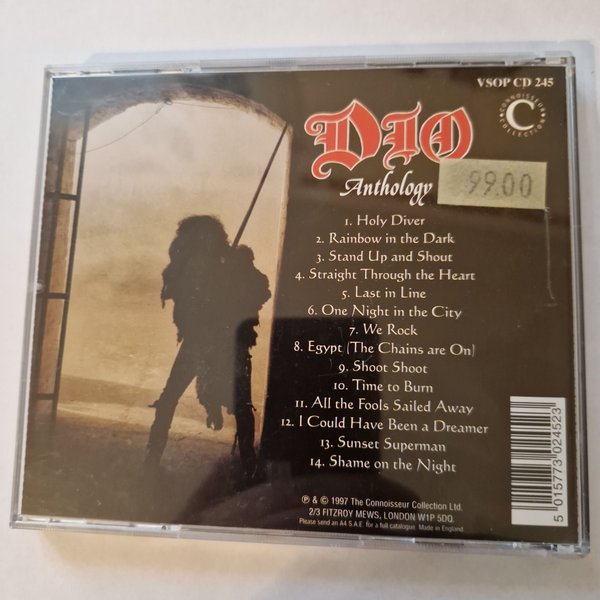 VSOP CD 245
CONNOISSEUR COLLECTION
C
DIO
Anthology
99.00
1. Holy Diver
2. Rainbow in the Dark
3. Stand Up and Shout
4. Straight Through the Heart
5. Last in Line
6. One Night in the City
7. We Rock
8. Egypt (The Chains are On)
9. Shoot Shoot
10. Time to Burn
11. All the Fools Sailed Away
12. I Could Have Been a Dreamer
13. Sunset Superman
14. Shame on the Night
℗ & © 1997 The Connoisseur Collection Ltd.
2/3 FITZROY MEWS, LONDON W1P 5DQ.
Please send an A4 S.A.E. for a full catalogue. Made in England.
5 015773 024523